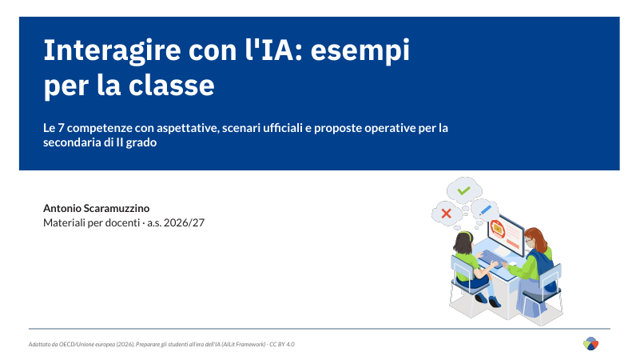 Interagire con l'IA: esempi
per la classe
Le 7 competenze con aspettative, scenari ufficiali e proposte operative per la
secondaria di II grado
Antonio Scaramuzzino
Materiali per docenti · a.s. 2026/27
Adattato da OECD/Unione europea (2026), Preparare gli studenti all'era dell'IA (AILit Framework) · CC BY 4.0